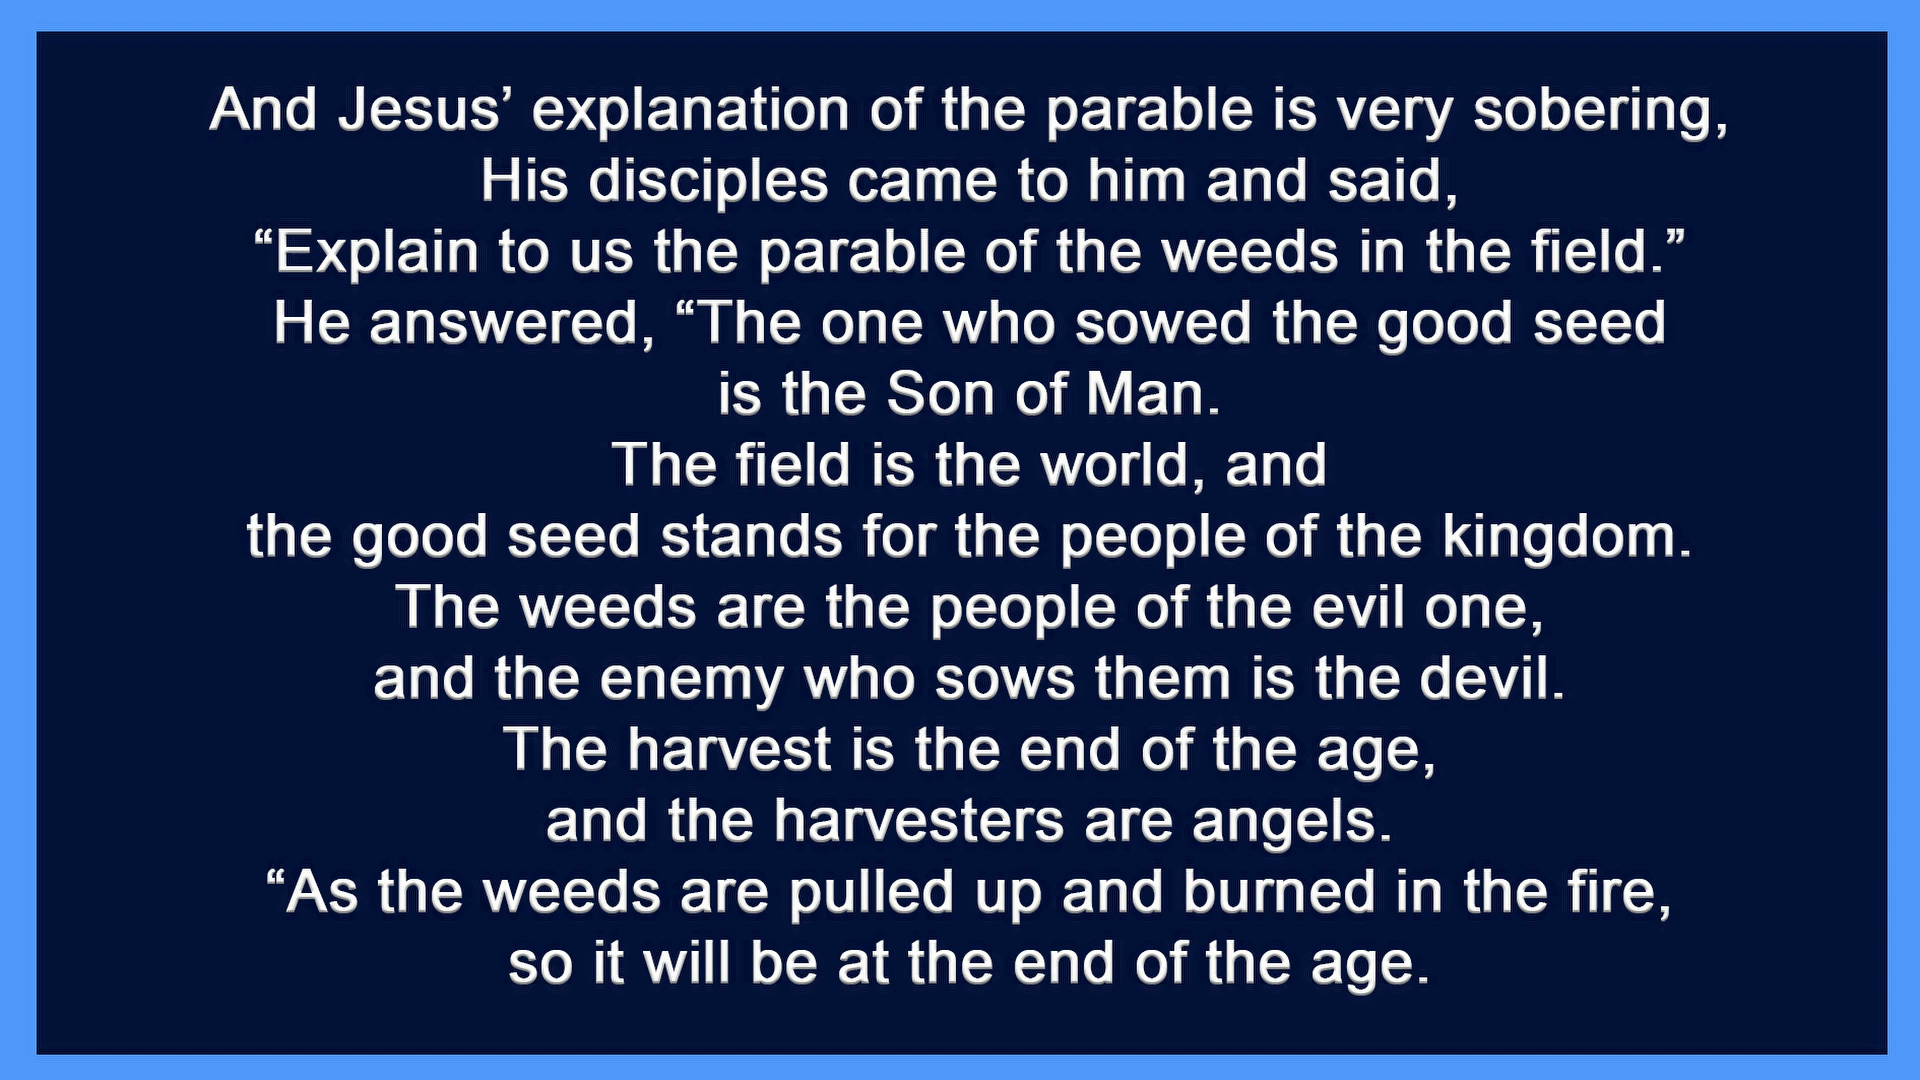 And Jesus’ explanation of the parable is very sobering,
His disciples came to him and said,
“Explain to us the parable of the weeds in the field.”
He answered, “The one who sowed the good seed
is the Son of Man.
The field is the world, and
the good seed stands for the people of the kingdom.
The weeds are the people of the evil one,
and the enemy who sows them is the devil.
The harvest is the end of the age,
and the harvesters are angels.
“As the weeds are pulled up and burned in the fire,
so it will be at the end of the age.